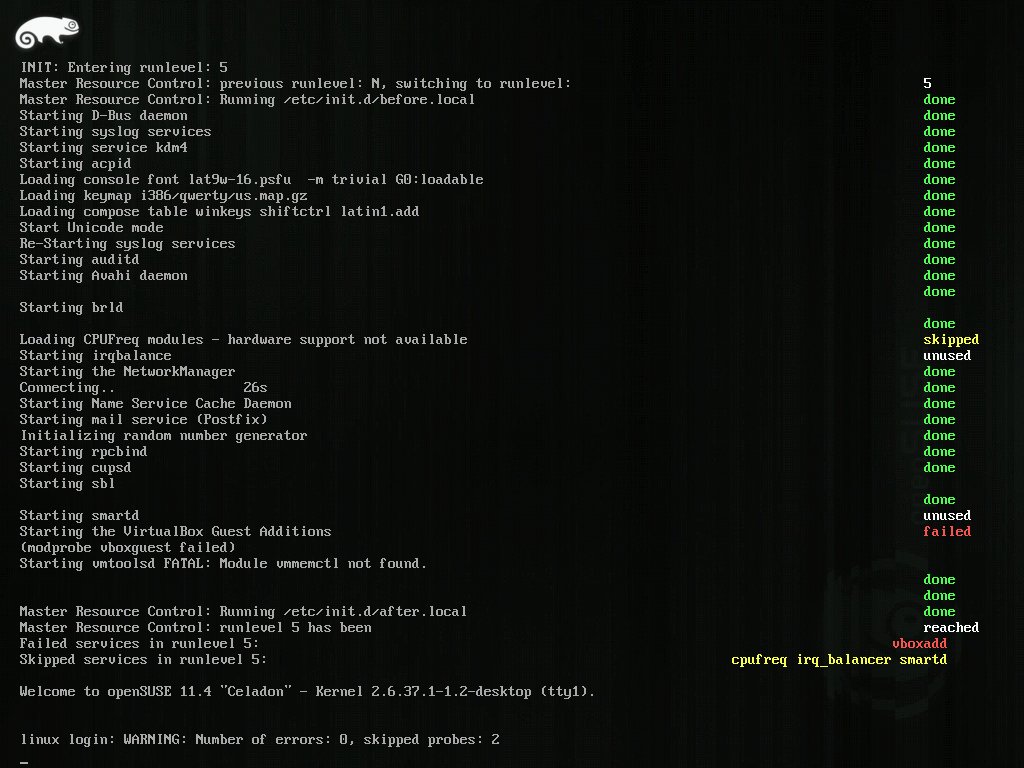 INIT: Entering runlevel: 5
Master Resource Control: previous runlevel: N, switching to runlevel: 5
Master Resource Control: Running /etc/init.d/before.local done
Starting D-Bus daemon done
Starting syslog services done
Starting service kdm4 done
Starting acpid done
Loading console font lat9w-16.psfu  -m trivial G0:loadable done
Loading keymap i386/qwerty/us.map.gz done
Loading compose table winkeys shiftctrl latin1.add done
Start Unicode mode done
Re-Starting syslog services done
Starting auditd done
Starting Avahi daemon done
done
Starting brld
done
Loading CPUFreq modules - hardware support not available skipped
Starting irqbalance unused
Starting the NetworkManager done
Connecting.. 26s done
Starting Name Service Cache Daemon done
Starting mail service (Postfix) done
Initializing random number generator done
Starting rpcbind done
Starting cupsd done
Starting sbl
done
Starting smartd unused
Starting the VirtualBox Guest Additions failed
(modprobe vboxguest failed)
Starting vmtoolsd FATAL: Module vmmemctl not found.
done
done
Master Resource Control: Running /etc/init.d/after.local done
Master Resource Control: runlevel 5 has been reached
Failed services in runlevel 5: vboxadd
Skipped services in runlevel 5: cpufreq irq_balancer smartd
Welcome to openSUSE 11.4 "Celadon" - Kernel 2.6.37.1-1.2-desktop (tty1).
linux login: WARNING: Number of errors: 0, skipped probes: 2
_